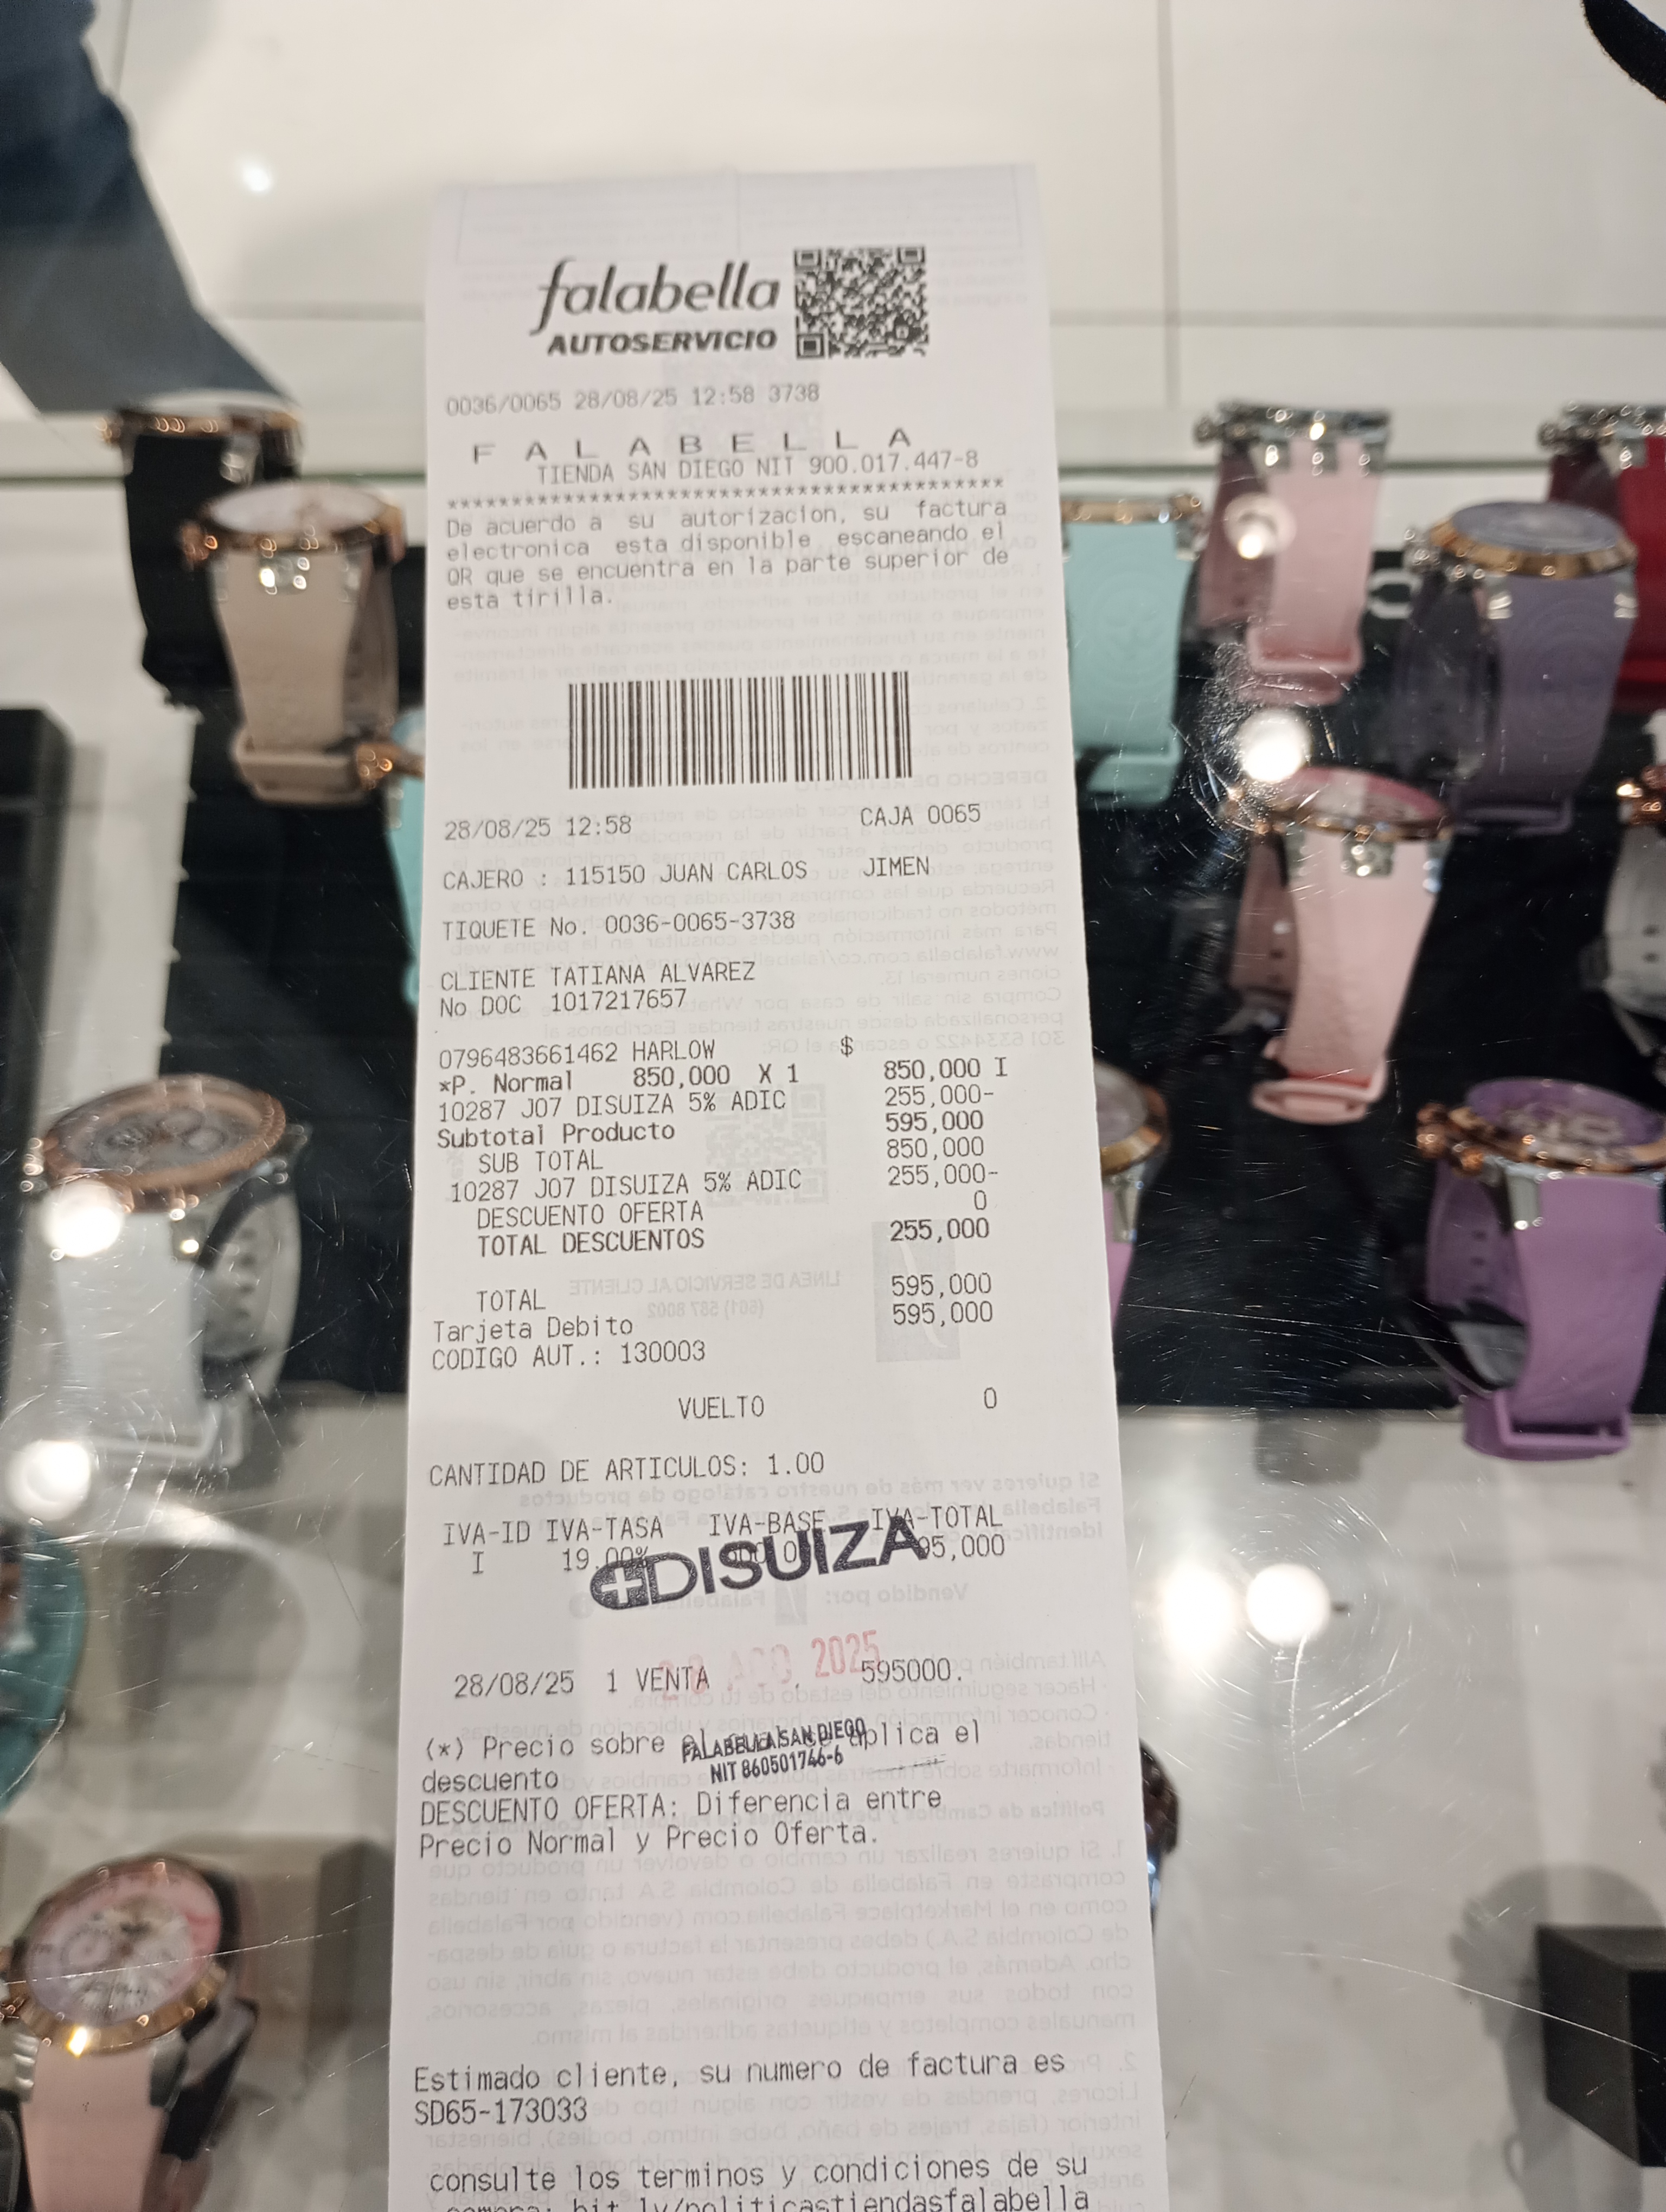 falabella
AUTOSERVICIO
0036/0065 28/08/25 12:58 3738
F A L A B E L L A
TIENDA SAN DIEGO NIT 900.017.447-8
*******************************************
De acuerdo a su autorizacion, su factura
electronica esta disponible escaneando el
QR que se encuentra en la parte superior de
esta tirilla.
28/08/25 12:58 CAJA 0065
CAJERO : 115150 JUAN CARLOS JIMEN
TIQUETE No. 0036-0065-3738
CLIENTE TATIANA ALVAREZ
No DOC 1017217657
0796483661462 HARLOW $
*P. Normal 850,000 X 1 850,000 I
10287 J07 DISUIZA 5% ADIC 255,000-
Subtotal Producto 595,000
SUB TOTAL 850,000
10287 J07 DISUIZA 5% ADIC 255,000-
DESCUENTO OFERTA 0
TOTAL DESCUENTOS 255,000
TOTAL 595,000
Tarjeta Debito 595,000
CODIGO AUT.: 130003
VUELTO 0
CANTIDAD DE ARTICULOS: 1.00
IVA-ID IVA-TASA IVA-BASE IVA-TOTAL
I 19.00% 95,000
DISUIZA
2025
28/08/25 1 VENTA 595000.
(*) Precio sobre el aplica el
FALABELLA SAN DIEGO
NIT 860501746-6
descuento
DESCUENTO OFERTA: Diferencia entre
Precio Normal y Precio Oferta.
Estimado cliente, su numero de factura es
SD65-173033
consulte los terminos y condiciones de su
compra: bit.ly/politicastiendasfalabella